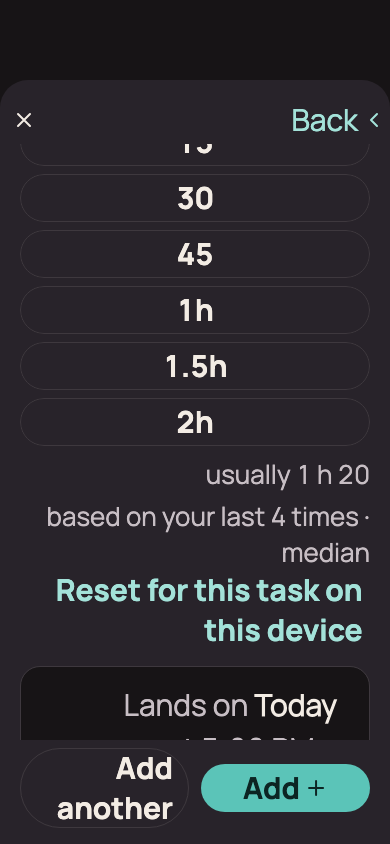 Back
15
30
45
1h
1.5h
2h
usually 1 h 20
based on your last 4 times ·
median
Reset for this task on
this device
Lands on Today
Add
another
Add +